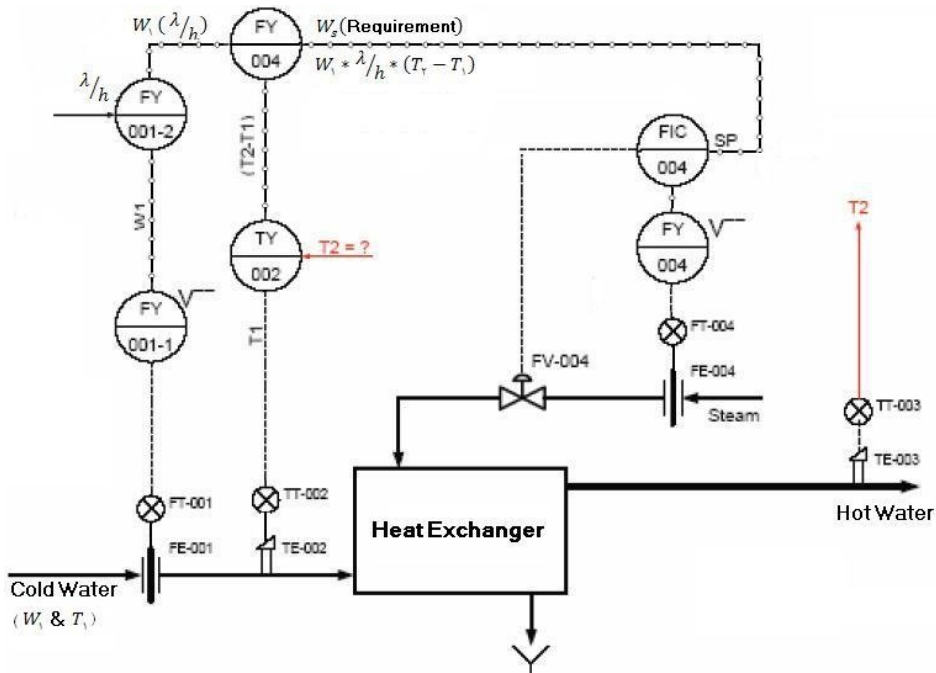 W₁(λ/h)
FY
004
Wₛ(Requirement)
W₁ * λ/h * (T₂ − T₁)
λ/h
FY
001-2
(T2-T1)
FIC
004
SP
W1
TY
002
T2 = ?
FY
004
√
T2
FY
001-1
√
T1
FT-004
FV-004
FE-004
Steam
TT-003
TE-003
FT-001
TT-002
Heat Exchanger
Hot Water
FE-001
TE-002
Cold Water
(W₁ & T₁)